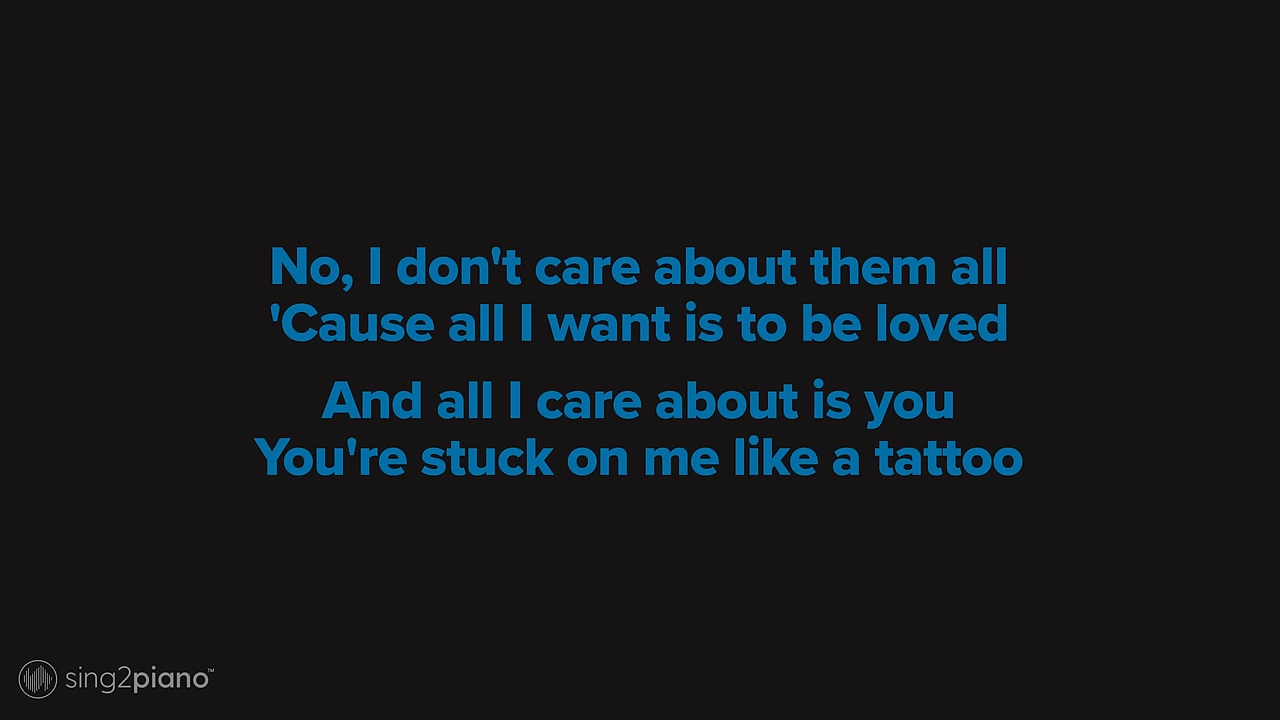 No, I don't care about them all
'Cause all I want is to be loved
And all I care about is you
You're stuck on me like a tattoo
sing2piano™